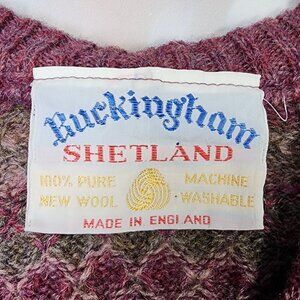 Buckingham
SHETLAND
100% PURE MACHINE
NEW WOOL WASHABLE
MADE IN ENGLAND